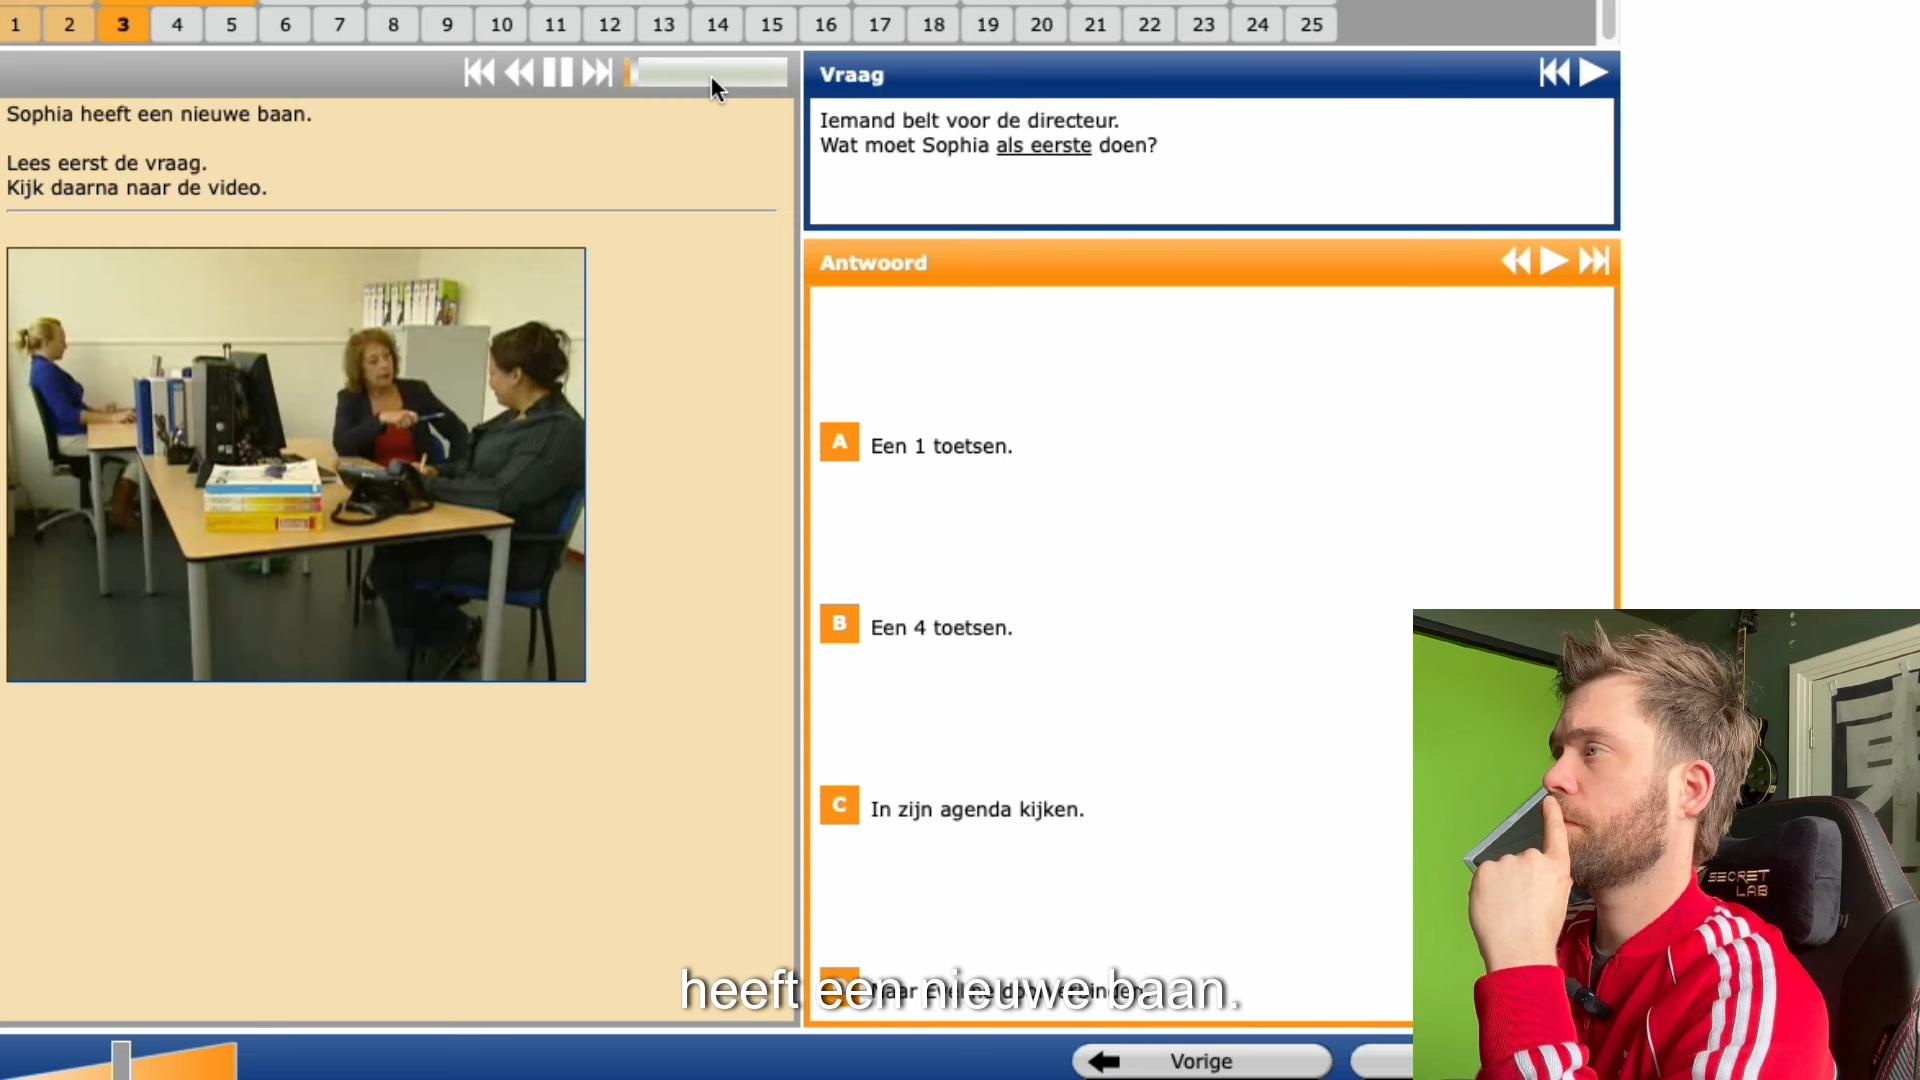 1 2 3 4 5 6 7 8 9 10 11 12 13 14 15 16 17 18 19 20 21 22 23 24 25
Sophia heeft een nieuwe baan.
Lees eerst de vraag.
Kijk daarna naar de video.
Vraag
Iemand belt voor de directeur.
Wat moet Sophia als eerste doen?
Antwoord
A Een 1 toetsen.
B Een 4 toetsen.
C In zijn agenda kijken.
heeft een nieuwe baan.
Vorige
SECRET
LAB